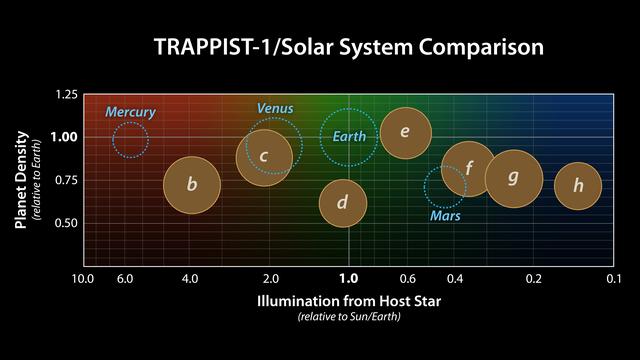 TRAPPIST-1/Solar System Comparison
Planet Density
(relative to Earth)
1.25
1.00
0.75
0.50
Mercury
Venus
Earth
Mars
b
c
d
e
f
g
h
10.0 6.0 4.0 2.0 1.0 0.6 0.4 0.2 0.1
Illumination from Host Star
(relative to Sun/Earth)